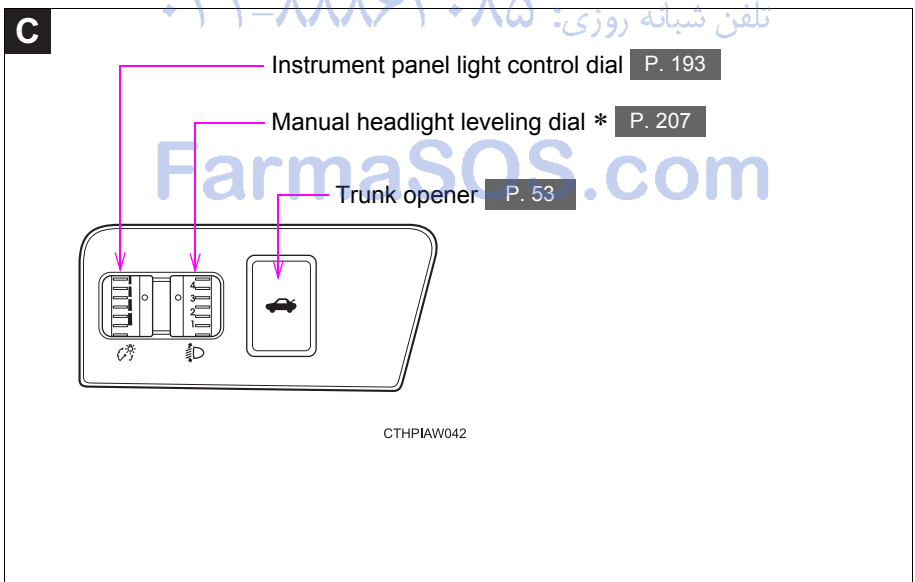 تلفن شبانه روزی: ۰۲۱-۸۸۸۶۱۰۸۵
C
Instrument panel light control dial P. 193
Manual headlight leveling dial * P. 207
FarmaSOS.com
Trunk opener P. 53
4
3
2
1
CTHPIAW042